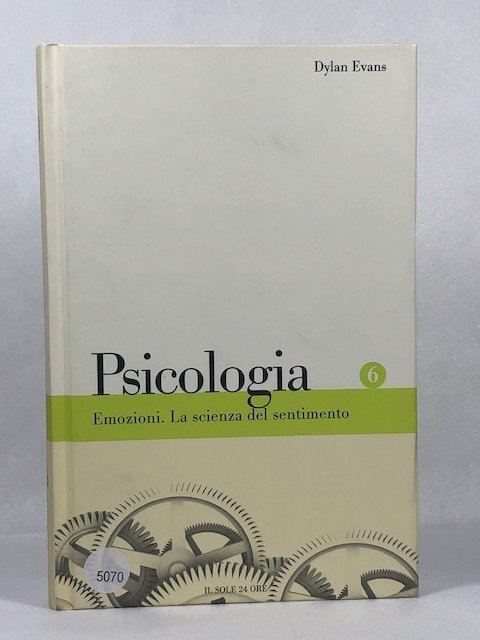 Dylan Evans
Psicologia
6
Emozioni. La scienza del sentimento
5070
IL SOLE 24 ORE